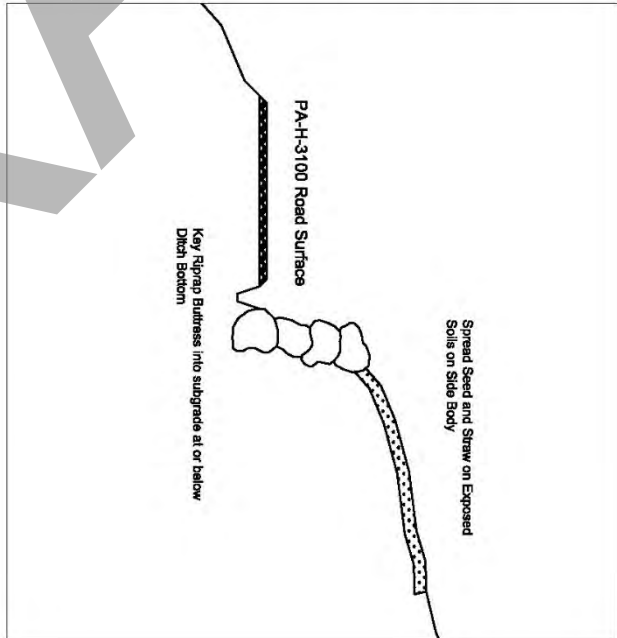 Spread Seed and Straw on Exposed
Soils on Side Body
PA-H-3100 Road Surface
Key Riprap Buttress into subgrade at or below
Ditch Bottom